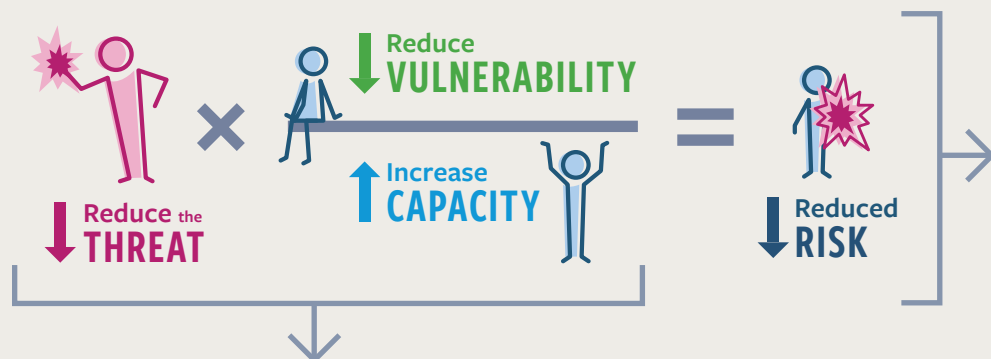 Reduce the
THREAT
×
Reduce
VULNERABILITY
Increase
CAPACITY
=
Reduced
RISK